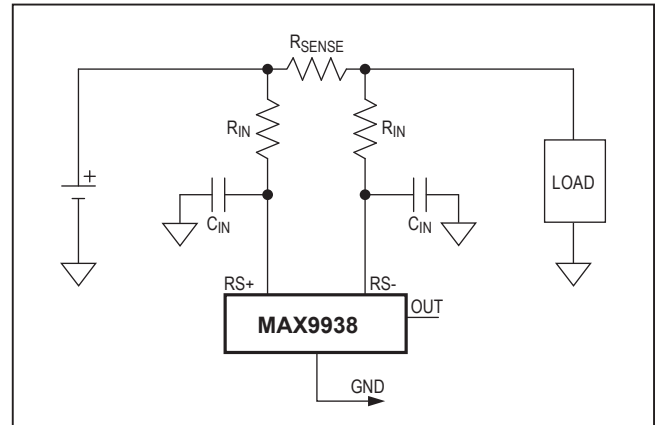 RSENSE
RIN
RIN
+
LOAD
CIN
CIN
RS+
RS-
OUT
MAX9938
GND